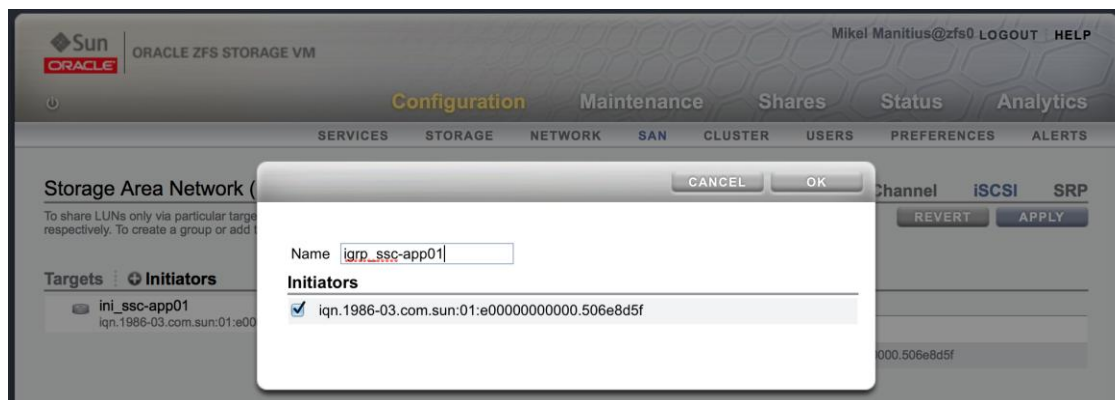 Sun
ORACLE
ORACLE ZFS STORAGE VM
Mikel Manitius@zfs0 LOGOUT HELP
Configuration Maintenance Shares Status Analytics
SERVICES STORAGE NETWORK SAN CLUSTER USERS PREFERENCES ALERTS
CANCEL OK
Storage Area Network (
Channel iSCSI SRP
To share LUNs only via particular targe
respectively. To create a group or add t
REVERT APPLY
Name igrp_ssc-app01
Targets Initiators
Initiators
ini_ssc-app01
iqn.1986-03.com.sun:01:e00
iqn.1986-03.com.sun:01:e00000000000.506e8d5f
0000.506e8d5f